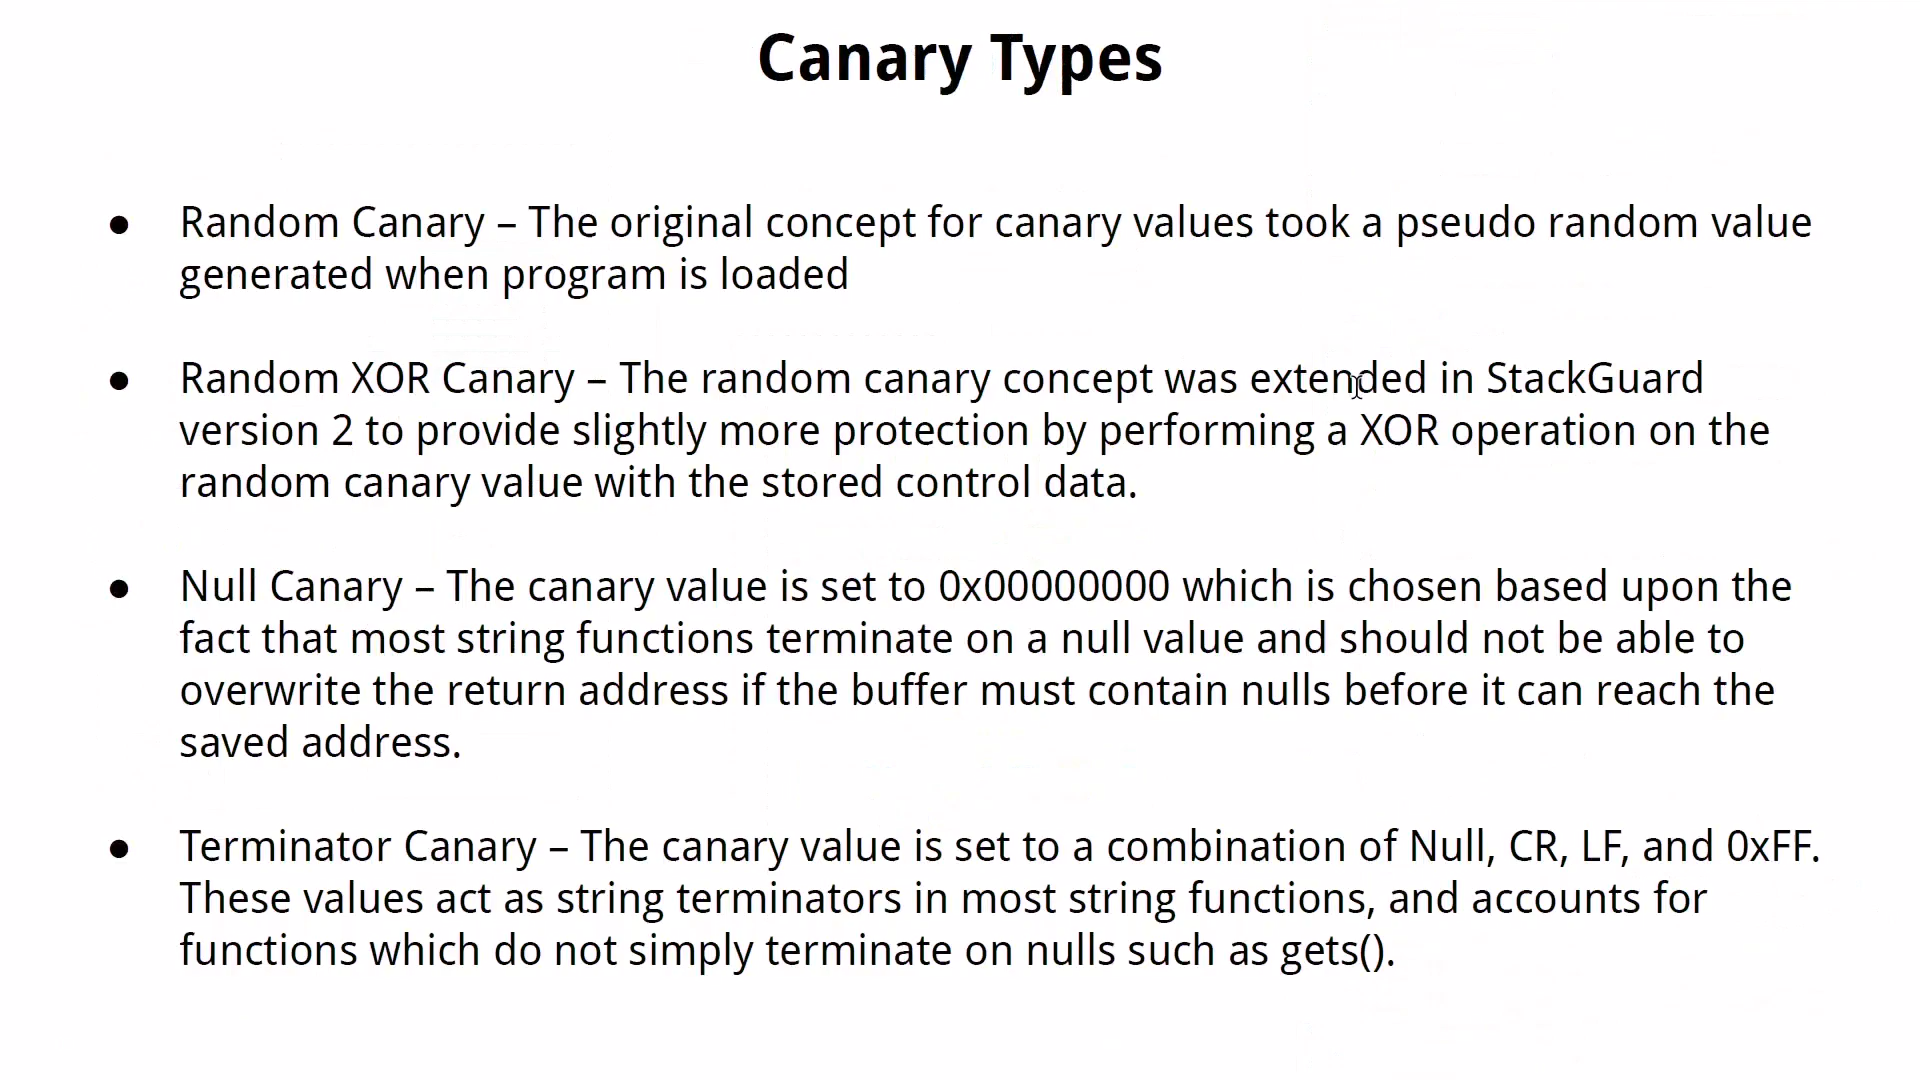 Canary Types
● Random Canary – The original concept for canary values took a pseudo random value
generated when program is loaded
● Random XOR Canary – The random canary concept was extended in StackGuard
version 2 to provide slightly more protection by performing a XOR operation on the
random canary value with the stored control data.
● Null Canary – The canary value is set to 0x00000000 which is chosen based upon the
fact that most string functions terminate on a null value and should not be able to
overwrite the return address if the buffer must contain nulls before it can reach the
saved address.
● Terminator Canary – The canary value is set to a combination of Null, CR, LF, and 0xFF.
These values act as string terminators in most string functions, and accounts for
functions which do not simply terminate on nulls such as gets().